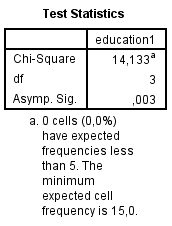 Test Statistics
education1
Chi-Square 14,133a
df 3
Asymp. Sig. ,003
a. 0 cells (0,0%)
have expected
frequencies less
than 5. The
minimum
expected cell
frequency is 15,0.